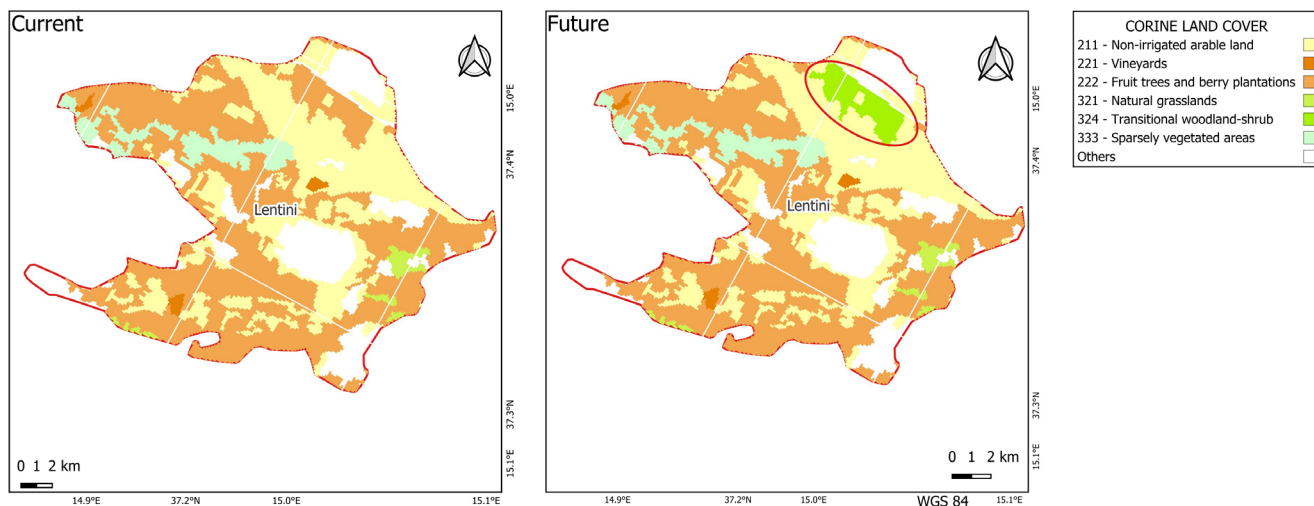 Current
Lentini
0 1 2 km
15.0°E
37.4°N
37.3°N
15.1°E
14.9°E
37.2°N
15.0°E
15.1°E
Future
Lentini
0 1 2 km
15.0°E
37.4°N
37.3°N
15.1°E
14.9°E
37.2°N
15.0°E
WGS 84
15.1°E
CORINE LAND COVER
211 - Non-irrigated arable land
221 - Vineyards
222 - Fruit trees and berry plantations
321 - Natural grasslands
324 - Transitional woodland-shrub
333 - Sparsely vegetated areas
Others